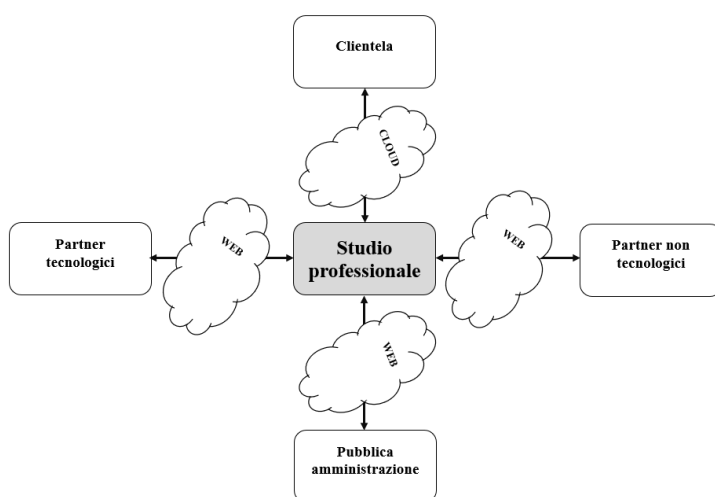 Clientela
CLOUD
Partner
tecnologici
WEB
Studio
professionale
WEB
Partner non
tecnologici
WEB
Pubblica
amministrazione